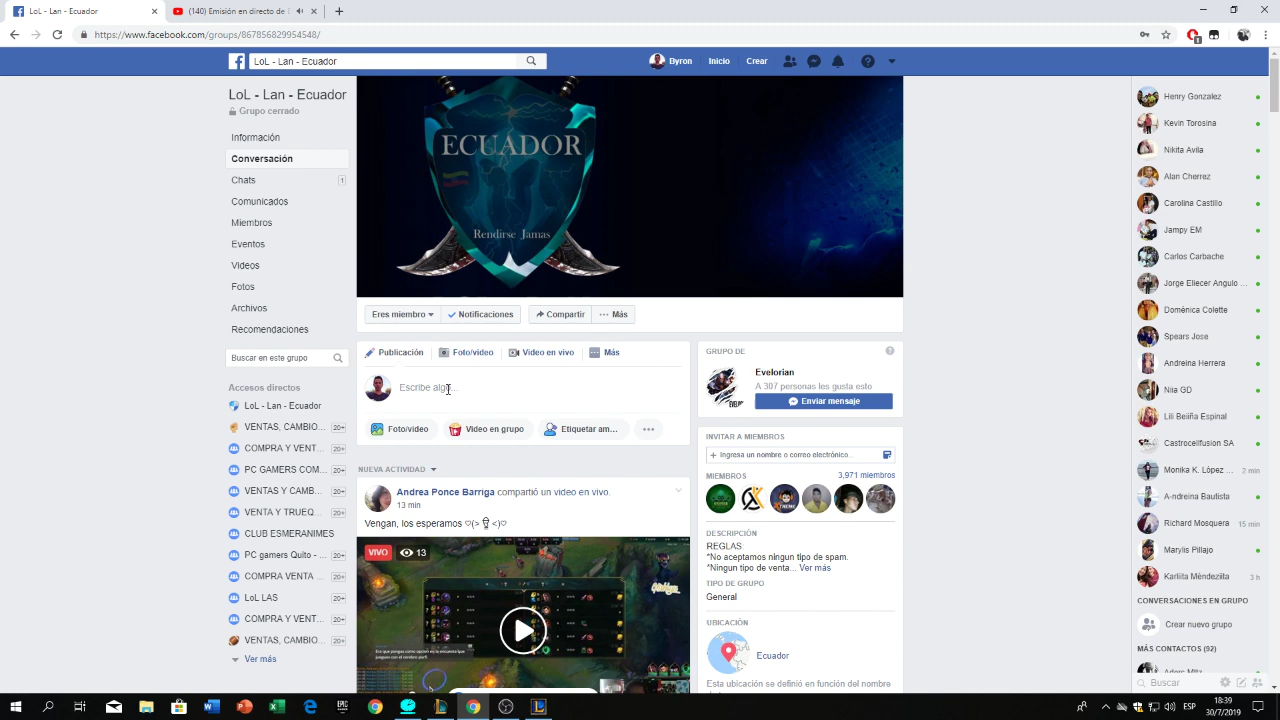 LoL - Lan - Ecuador
(140) Emisión en directo de l
https://www.facebook.com/groups/867856829954548/
LoL - Lan - Ecuador
Byron
Inicio
Crear
LoL - Lan - Ecuador
Grupo cerrado
Información
Conversación
Chats
1
Comunicados
Miembros
Eventos
Videos
Fotos
Archivos
Recomendaciones
Buscar en este grupo
Accesos directos
LoL - Lan - Ecuador
VENTAS, CAMBIO... 20+
COMPRA Y VENT... 20+
PC GAMERS COM... 20+
VENTAS Y CAMB... 20+
VENTA Y TRUEQ... 20+
CLUB ESMERANIMES
PC gamers Quito - ... 20+
COMPRA VENTA ... 20+
LoL LAS 20+
COMPRA Y VENT... 20+
VENTAS, CAMBIO... 20+
Ver más
ECUADOR
Rendirse Jamas
Eres miembro
Notificaciones
Compartir
Más
Publicación
Foto/video
Video en vivo
Más
Escribe algo...
Foto/video
Video en grupo
Etiquetar am...
NUEVA ACTIVIDAD
Andrea Ponce Barriga compartió un video en vivo.
13 min
Vengan, los esperamos
VIVO
13
GRUPO DE
Evelorian
A 307 personas les gusta esto
Enviar mensaje
INVITAR A MIEMBROS
+ Ingresa un nombre o correo electrónico...
MIEMBROS
3,971 miembros
DESCRIPCIÓN
REGLAS
*No aceptamos ningun tipo de spam.
*Ningun tipo de venta... Ver más
TIPO DE GRUPO
General
UBICACIÓN
Ecuador
Esta ubicación se definió en función del nombre
Henry Gonzalez
Kevin Torosina
Nikita Avila
Alan Cherrez
Carolina Castillo
Jampy EM
Carlos Carbache
Jorge Eliecer Angulo ...
Doménica Colette
Spears Jose
Andreina Herrera
Niia GD
Lili Beiiña Espinal
Castrocellfusion SA
Monika K. López ... 2 min
A-ndreina Bautista
Richard Mosquera 15 min
Marylis Pillajo
Karliita Mèndeziita 3 h
CONVERSACIONES EN GRUPO
Crear nuevo grupo
MÁS CONTACTOS (92)
Buscar
ESP
18:39
30/7/2019